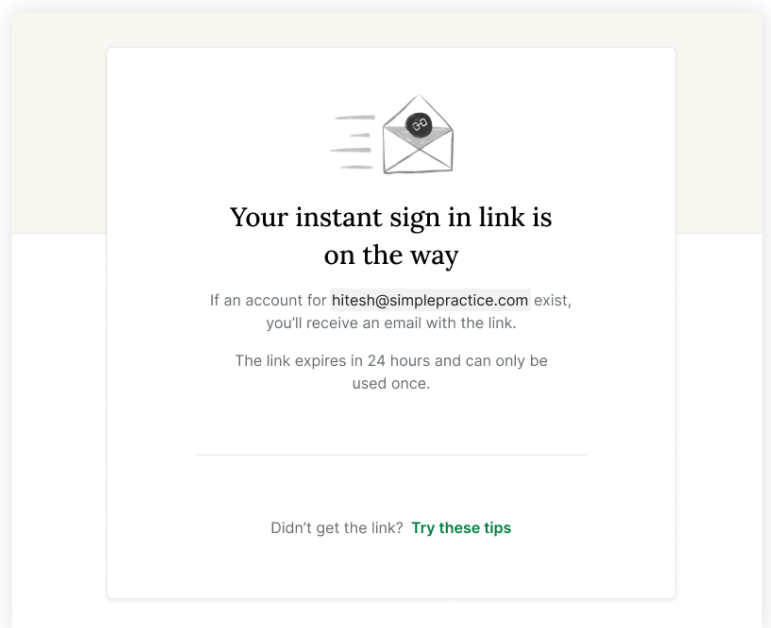 Your instant sign in link is
on the way
If an account for hitesh@simplepractice.com exist,
you’ll receive an email with the link.
The link expires in 24 hours and can only be
used once.
Didn’t get the link? Try these tips